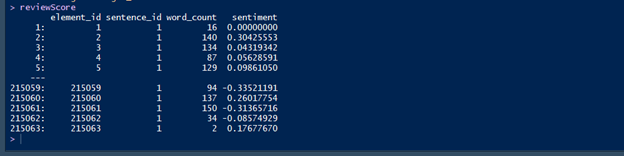 > reviewScore
element_id sentence_id word_count sentiment
1: 1 1 16 0.00000000
2: 2 1 140 0.30425553
3: 3 1 134 0.04319342
4: 4 1 87 0.05628591
5: 5 1 129 0.09861050
---
215059: 215059 1 94 -0.33521191
215060: 215060 1 137 0.26017754
215061: 215061 1 150 -0.31365716
215062: 215062 1 34 -0.08574929
215063: 215063 1 2 0.17677670
>